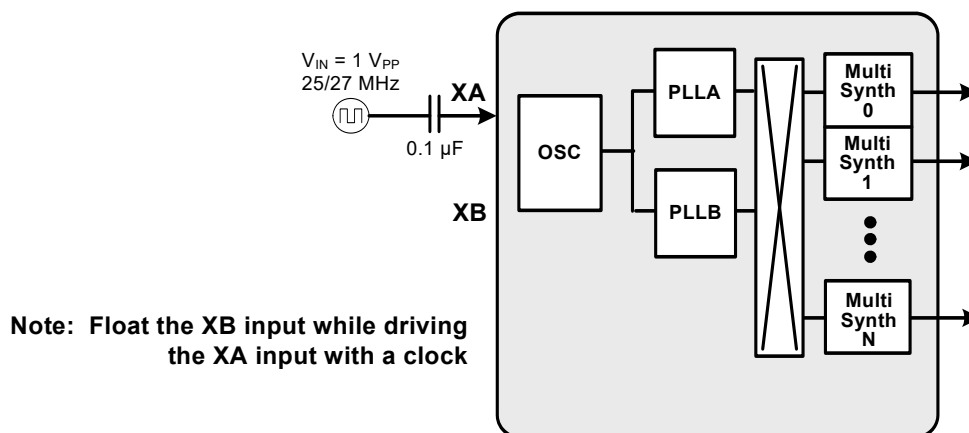 V_IN = 1 V_PP
25/27 MHz
XA
0.1 µF
XB
OSC
PLLA
PLLB
Multi
Synth
0
Multi
Synth
1
Multi
Synth
N
Note: Float the XB input while driving
the XA input with a clock